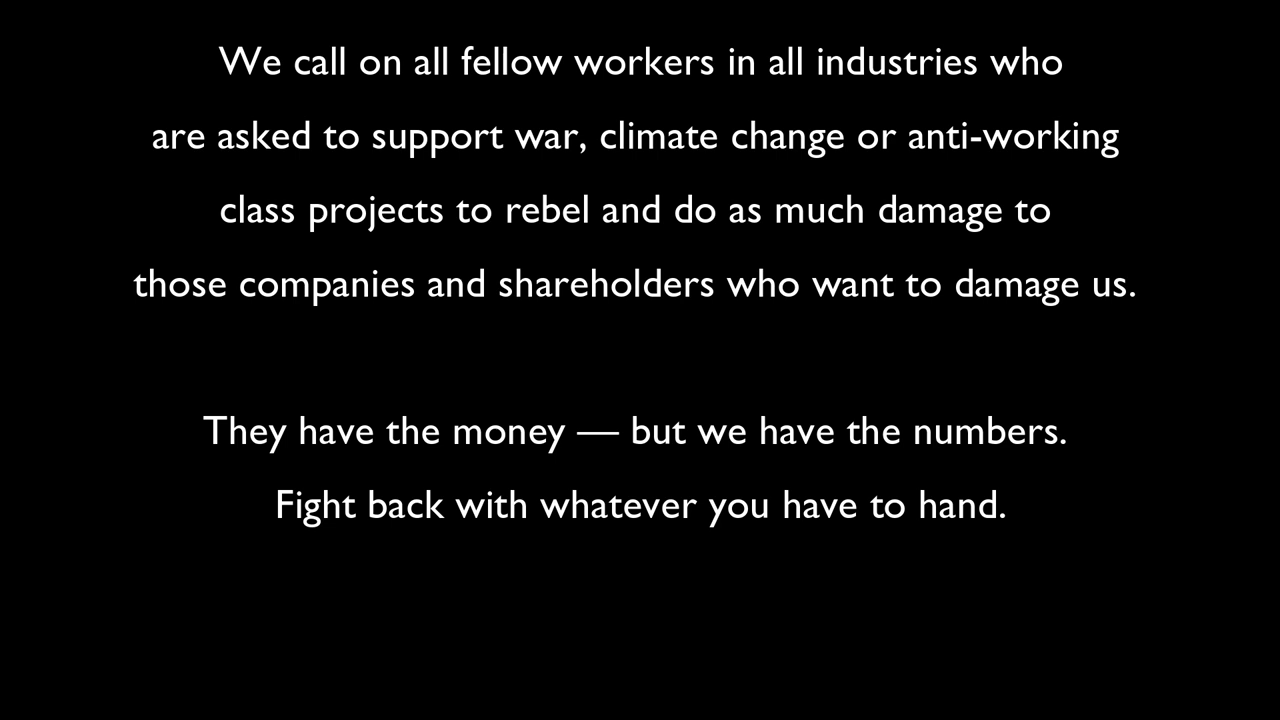 We call on all fellow workers in all industries who
are asked to support war, climate change or anti-working
class projects to rebel and do as much damage to
those companies and shareholders who want to damage us.
They have the money — but we have the numbers.
Fight back with whatever you have to hand.